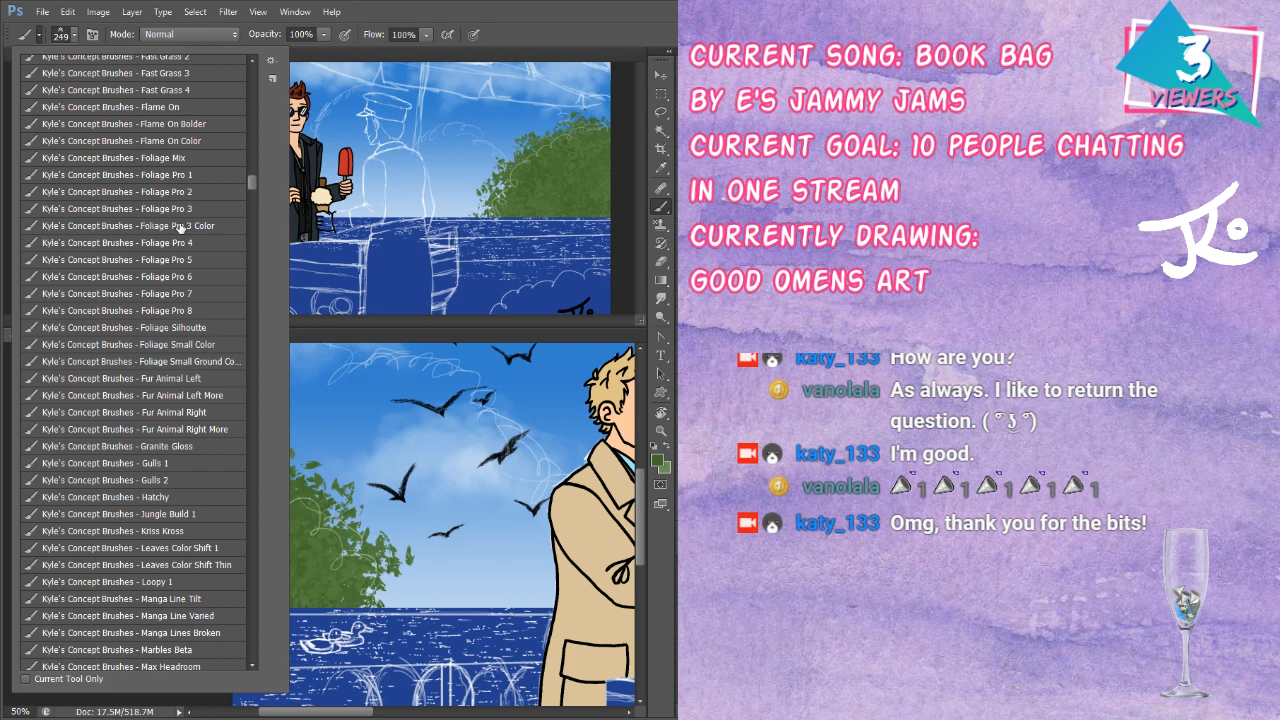 Ps File Edit Image Layer Type Select Filter View Window Help
249 Mode: Normal Opacity: 100% Flow: 100%
Kyle's Concept Brushes - Fast Grass 2
Kyle's Concept Brushes - Fast Grass 3
Kyle's Concept Brushes - Fast Grass 4
Kyle's Concept Brushes - Flame On
Kyle's Concept Brushes - Flame On Bolder
Kyle's Concept Brushes - Flame On Color
Kyle's Concept Brushes - Foliage Mix
Kyle's Concept Brushes - Foliage Pro 1
Kyle's Concept Brushes - Foliage Pro 2
Kyle's Concept Brushes - Foliage Pro 3
Kyle's Concept Brushes - Foliage Pro 3 Color
Kyle's Concept Brushes - Foliage Pro 4
Kyle's Concept Brushes - Foliage Pro 5
Kyle's Concept Brushes - Foliage Pro 6
Kyle's Concept Brushes - Foliage Pro 7
Kyle's Concept Brushes - Foliage Pro 8
Kyle's Concept Brushes - Foliage Silhoutte
Kyle's Concept Brushes - Foliage Small Color
Kyle's Concept Brushes - Foliage Small Ground Co...
Kyle's Concept Brushes - Fur Animal Left
Kyle's Concept Brushes - Fur Animal Left More
Kyle's Concept Brushes - Fur Animal Right
Kyle's Concept Brushes - Fur Animal Right More
Kyle's Concept Brushes - Granite Gloss
Kyle's Concept Brushes - Gulls 1
Kyle's Concept Brushes - Gulls 2
Kyle's Concept Brushes - Hatchy
Kyle's Concept Brushes - Jungle Build 1
Kyle's Concept Brushes - Kriss Kross
Kyle's Concept Brushes - Leaves Color Shift 1
Kyle's Concept Brushes - Leaves Color Shift Thin
Kyle's Concept Brushes - Loopy 1
Kyle's Concept Brushes - Manga Line Tilt
Kyle's Concept Brushes - Manga Line Varied
Kyle's Concept Brushes - Manga Lines Broken
Kyle's Concept Brushes - Marbles Beta
Kyle's Concept Brushes - Max Headroom
Current Tool Only
50% Doc: 17.5M/518.7M
CURRENT SONG: BOOK BAG
BY E'S JAMMY JAMS
CURRENT GOAL: 10 PEOPLE CHATTING
IN ONE STREAM
CURRENTLY DRAWING:
GOOD OMENS ART
3
VIEWERS
katy_133 How are you?
vanolala As always. I like to return the
question. ( ͡° ͜ʖ ͡°)
katy_133 I'm good.
vanolala 1 1 1 1 1
katy_133 Omg, thank you for the bits!